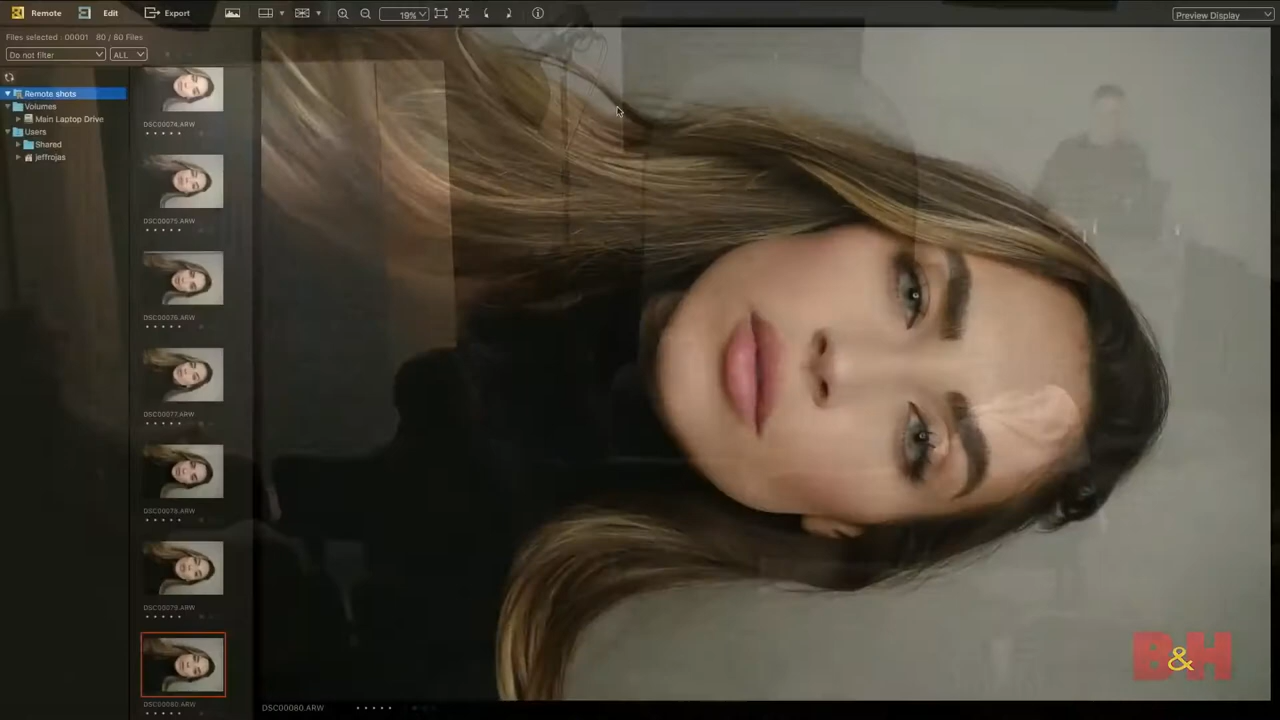 Remote
Edit
Export
19%
Preview Display
Files selected : 00001 80 / 80 Files
Do not filter
ALL
Remote shots
Volumes
Main Laptop Drive
Users
Shared
jeffrojas
DSC00074.ARW
DSC00075.ARW
DSC00076.ARW
DSC00077.ARW
DSC00078.ARW
DSC00079.ARW
DSC00080.ARW
DSC00080.ARW
B&H